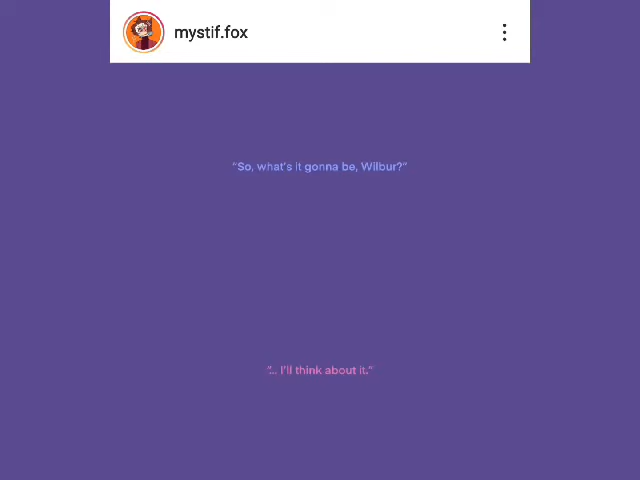 mystif.fox
"So, what's it gonna be, Wilbur?"
"... I'll think about it."